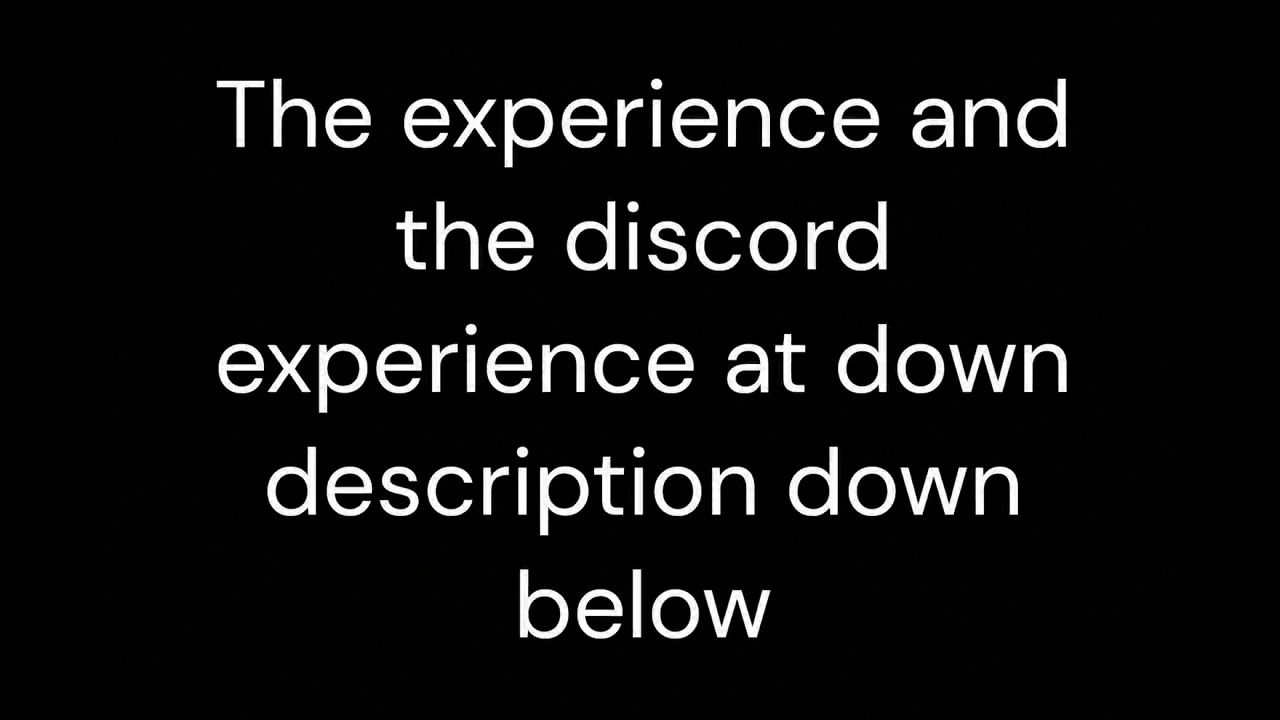 The experience and
the discord
experience at down
description down
below